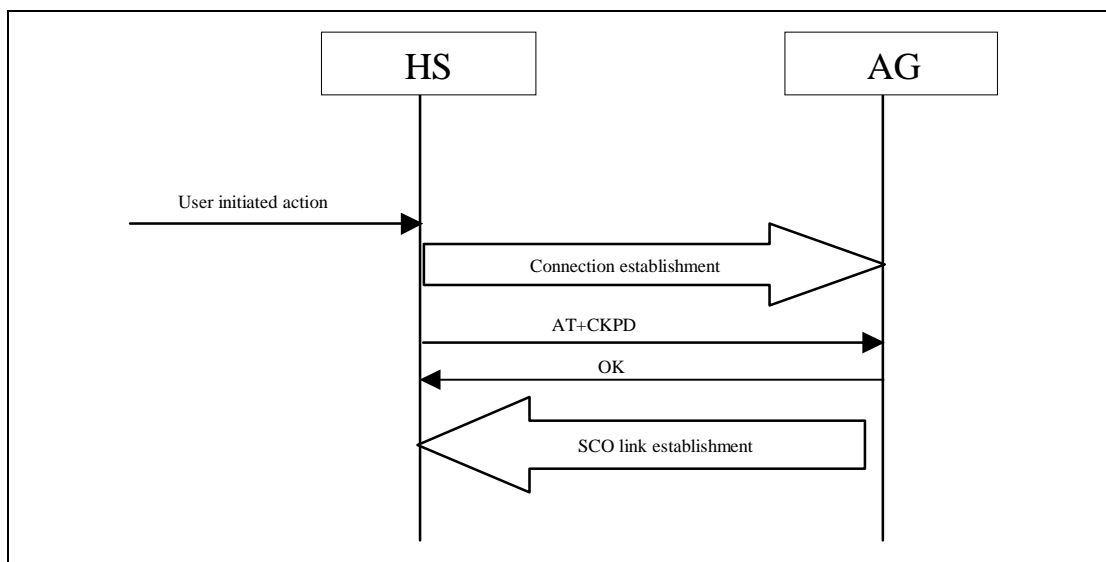 HS
AG
User initiated action
Connection establishment
AT+CKPD
OK
SCO link establishment